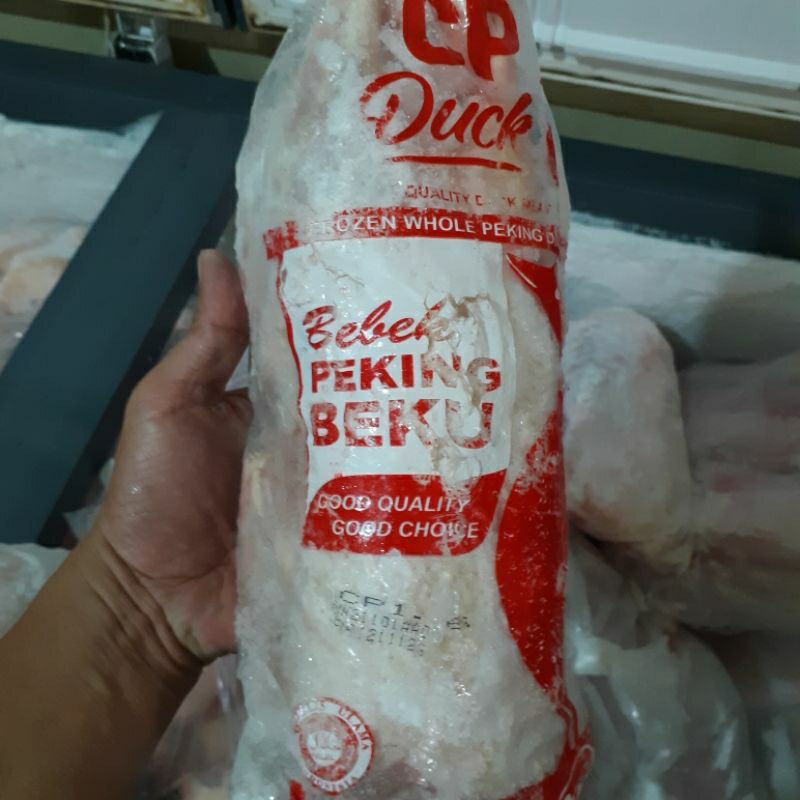 CP
Duck
QUALITY
FROZEN WHOLE PEKING
Bebek
PEKING
BEKU
GOOD QUALITY
GOOD CHOICE